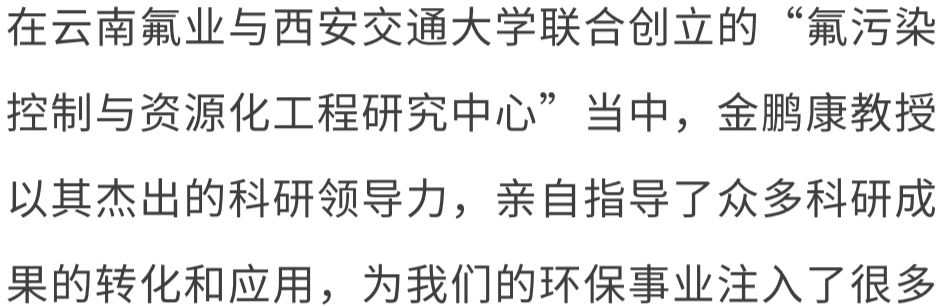 在云南氟业与西安交通大学联合创立的“氟污染
控制与资源化工程研究中心”当中，金鹏康教授
以其杰出的科研领导力，亲自指导了众多科研成
果的转化和应用，为我们的环保事业注入了很多